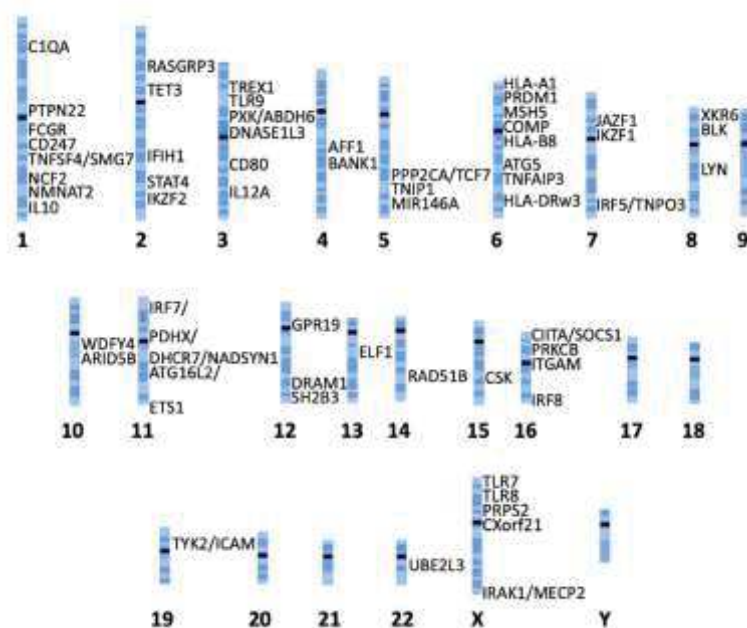 C1QA
PTPN22
FCGR
CD247
TNFSF4/SMG7
NCF2
NMNAT2
IL10
1
RASGRP3
TET3
IFIH1
STAT4
IKZF2
2
TREX1
TLR9
PXK/ABDH6
DNASE1L3
CD80
IL12A
3
AFF1
BANK1
4
PPP2CA/TCF7
TNIP1
MIR146A
5
HLA-A1
PRDM1
MSH5
COMP
HLA-B8
ATG5
TNFAIP3
HLA-DRw3
6
JAZF1
IKZF1
IRF5/TNPO3
7
XKR6
BLK
LYN
8
9
WDFY4
ARID5B
10
IRF7/
PDHX/
DHCR7/NADSYN1
ATG16L2/
ETS1
11
GPR19
DRAM1
SH2B3
12
ELF1
13
RAD51B
14
CSK
15
CIITA/SOCS1
PRKCB
ITGAM
IRF8
16
17
18
TYK2/ICAM
19
20
21
UBE2L3
22
TLR7
TLR8
PRPS2
CXorf21
IRAK1/MECP2
X
Y